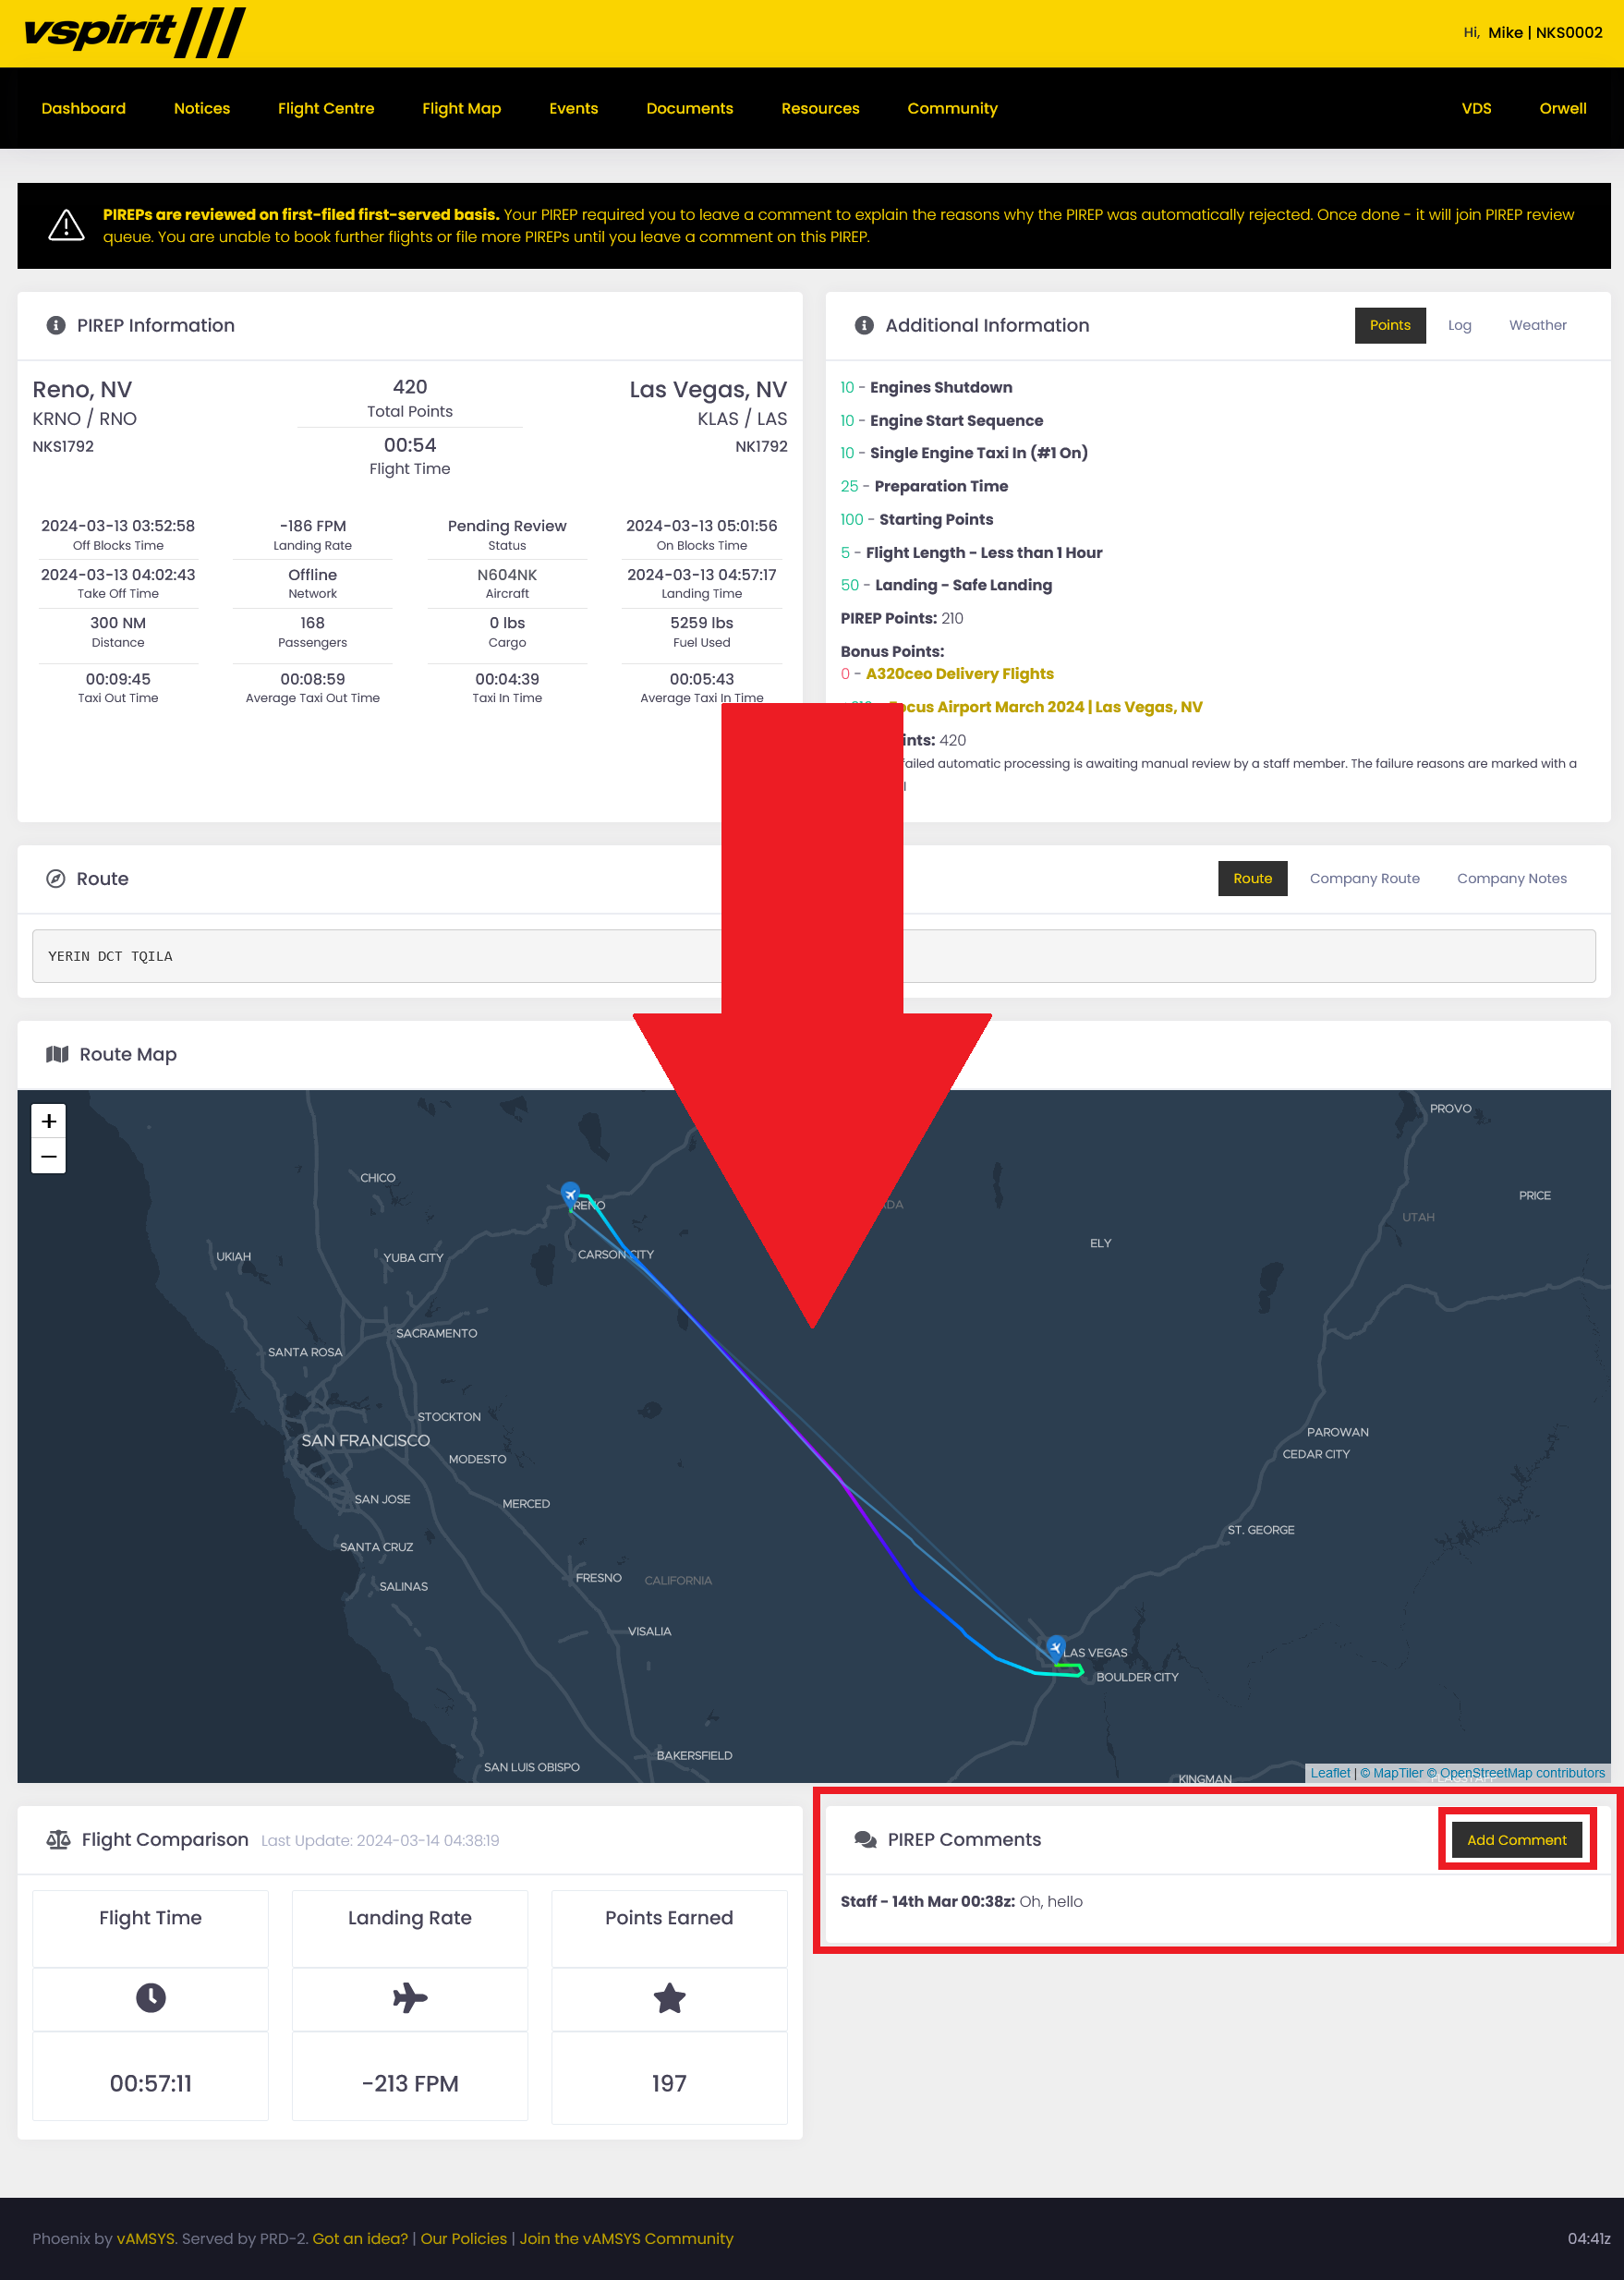 vspirit
Hi, Mike | NKS0002
Dashboard Notices Flight Centre Flight Map Events Documents Resources Community VDS Orwell
PIREPs are reviewed on first-filed first-served basis. Your PIREP required you to leave a comment to explain the reasons why the PIREP was automatically rejected. Once done - it will join PIREP review
queue. You are unable to book further flights or file more PIREPs until you leave a comment on this PIREP.
PIREP Information
Reno, NV 420 Las Vegas, NV
KRNO / RNO Total Points KLAS / LAS
NKS1792 00:54 NK1792
Flight Time
2024-03-13 03:52:58 -186 FPM Pending Review 2024-03-13 05:01:56
Off Blocks Time Landing Rate Status On Blocks Time
2024-03-13 04:02:43 Offline N604NK 2024-03-13 04:57:17
Take Off Time Network Aircraft Landing Time
300 NM 168 0 lbs 5259 lbs
Distance Passengers Cargo Fuel Used
00:09:45 00:08:59 00:04:39 00:05:43
Taxi Out Time Average Taxi Out Time Taxi In Time Average Taxi In Time
Additional Information Points Log Weather
10 - Engines Shutdown
10 - Engine Start Sequence
10 - Single Engine Taxi In (#1 On)
25 - Preparation Time
100 - Starting Points
5 - Flight Length - Less than 1 Hour
50 - Landing - Safe Landing
PIREP Points: 210
Bonus Points:
0 - A320ceo Delivery Flights
Airport March 2024 | Las Vegas, NV
420
failed automatic processing is awaiting manual review by a staff member. The failure reasons are marked with a
Route Route Company Route Company Notes
YERIN DCT TQILA
Route Map
+
−
PROVO
CHICO
PRICE
RENO
UTAH
ELY
CARSON CITY
UKIAH
YUBA CITY
SACRAMENTO
SANTA ROSA
STOCKTON
PAROWAN
SAN FRANCISCO
CEDAR CITY
MODESTO
SAN JOSE
MERCED
ST. GEORGE
SANTA CRUZ
FRESNO
CALIFORNIA
SALINAS
VISALIA
LAS VEGAS
BOULDER CITY
BAKERSFIELD
SAN LUIS OBISPO
KINGMAN
FLAGSTAFF
Leaflet | © MapTiler © OpenStreetMap contributors
Flight Comparison Last Update: 2024-03-14 04:38:19
Flight Time Landing Rate Points Earned
00:57:11 -213 FPM 197
PIREP Comments Add Comment
Staff - 14th Mar 00:38z: Oh, hello
Phoenix by vAMSYS. Served by PRD-2. Got an idea? | Our Policies | Join the vAMSYS Community
04:41z